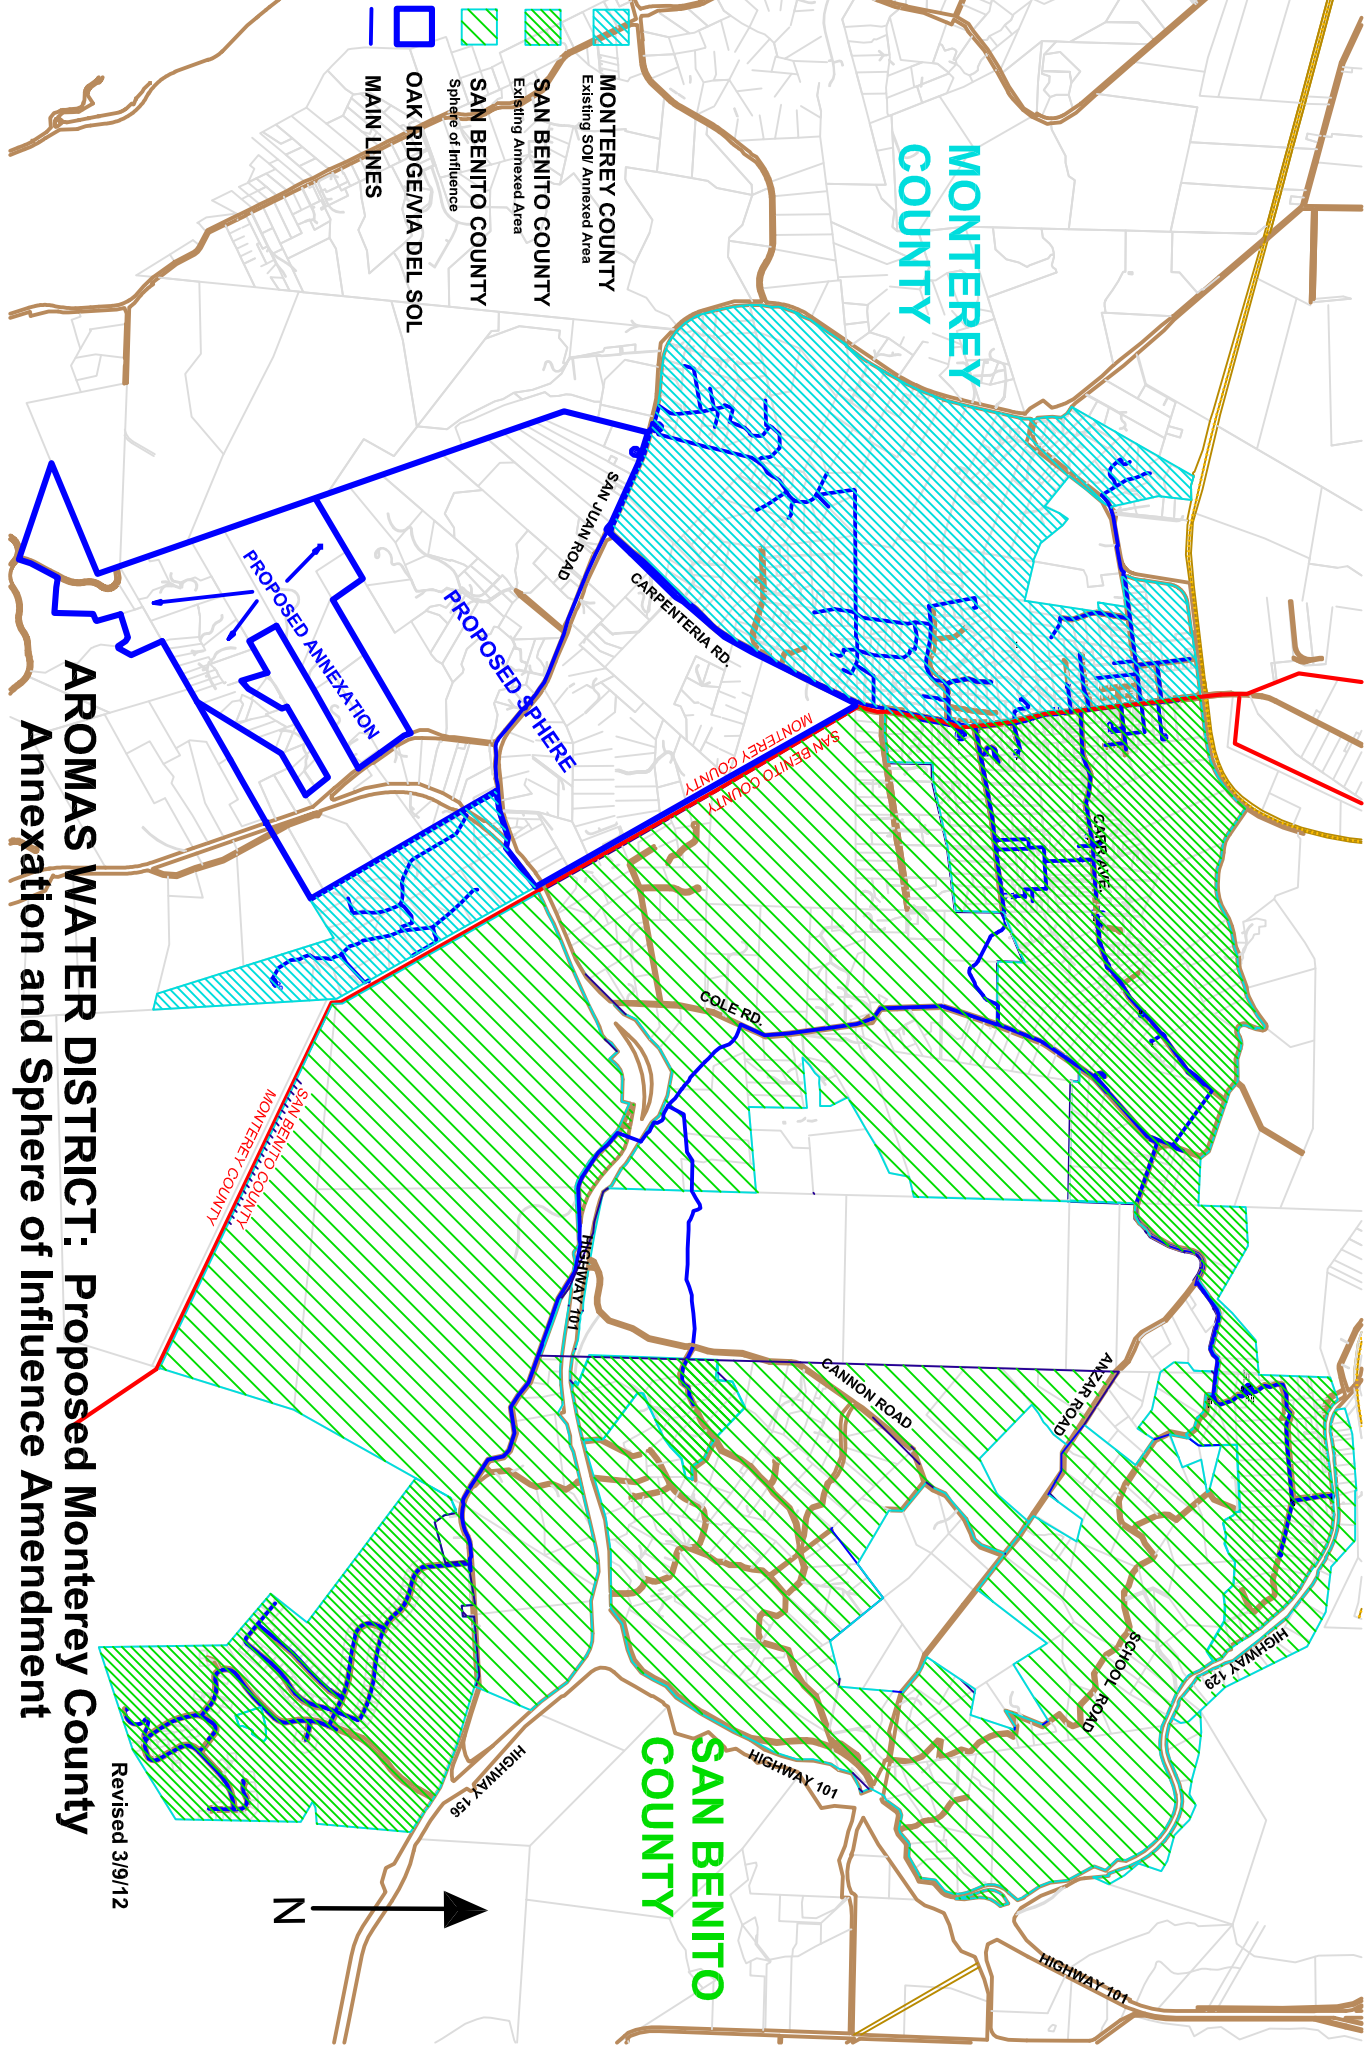 MONTEREY COUNTY
Existing SOI/ Annexed Area
SAN BENITO COUNTY
Existing Annexed Area
SAN BENITO COUNTY
Sphere of Influence
OAK RIDGE/VIA DEL SOL
MAIN LINES
MONTEREY
COUNTY
SAN JUAN ROAD
CARPENTERIA RD.
PROPOSED SPHERE
PROPOSED ANNEXATION
SAN BENITO COUNTY
MONTEREY COUNTY
CARR AVE.
COLE RD.
SAN BENITO COUNTY
MONTEREY COUNTY
HIGHWAY 101
CANNON ROAD
ANZAR ROAD
SCHOOL ROAD
HIGHWAY 129
HIGHWAY 101
HIGHWAY 156
HIGHWAY 101
SAN BENITO
COUNTY
N
AROMAS WATER DISTRICT: Proposed Monterey County
Annexation and Sphere of Influence Amendment
Revised 3/9/12